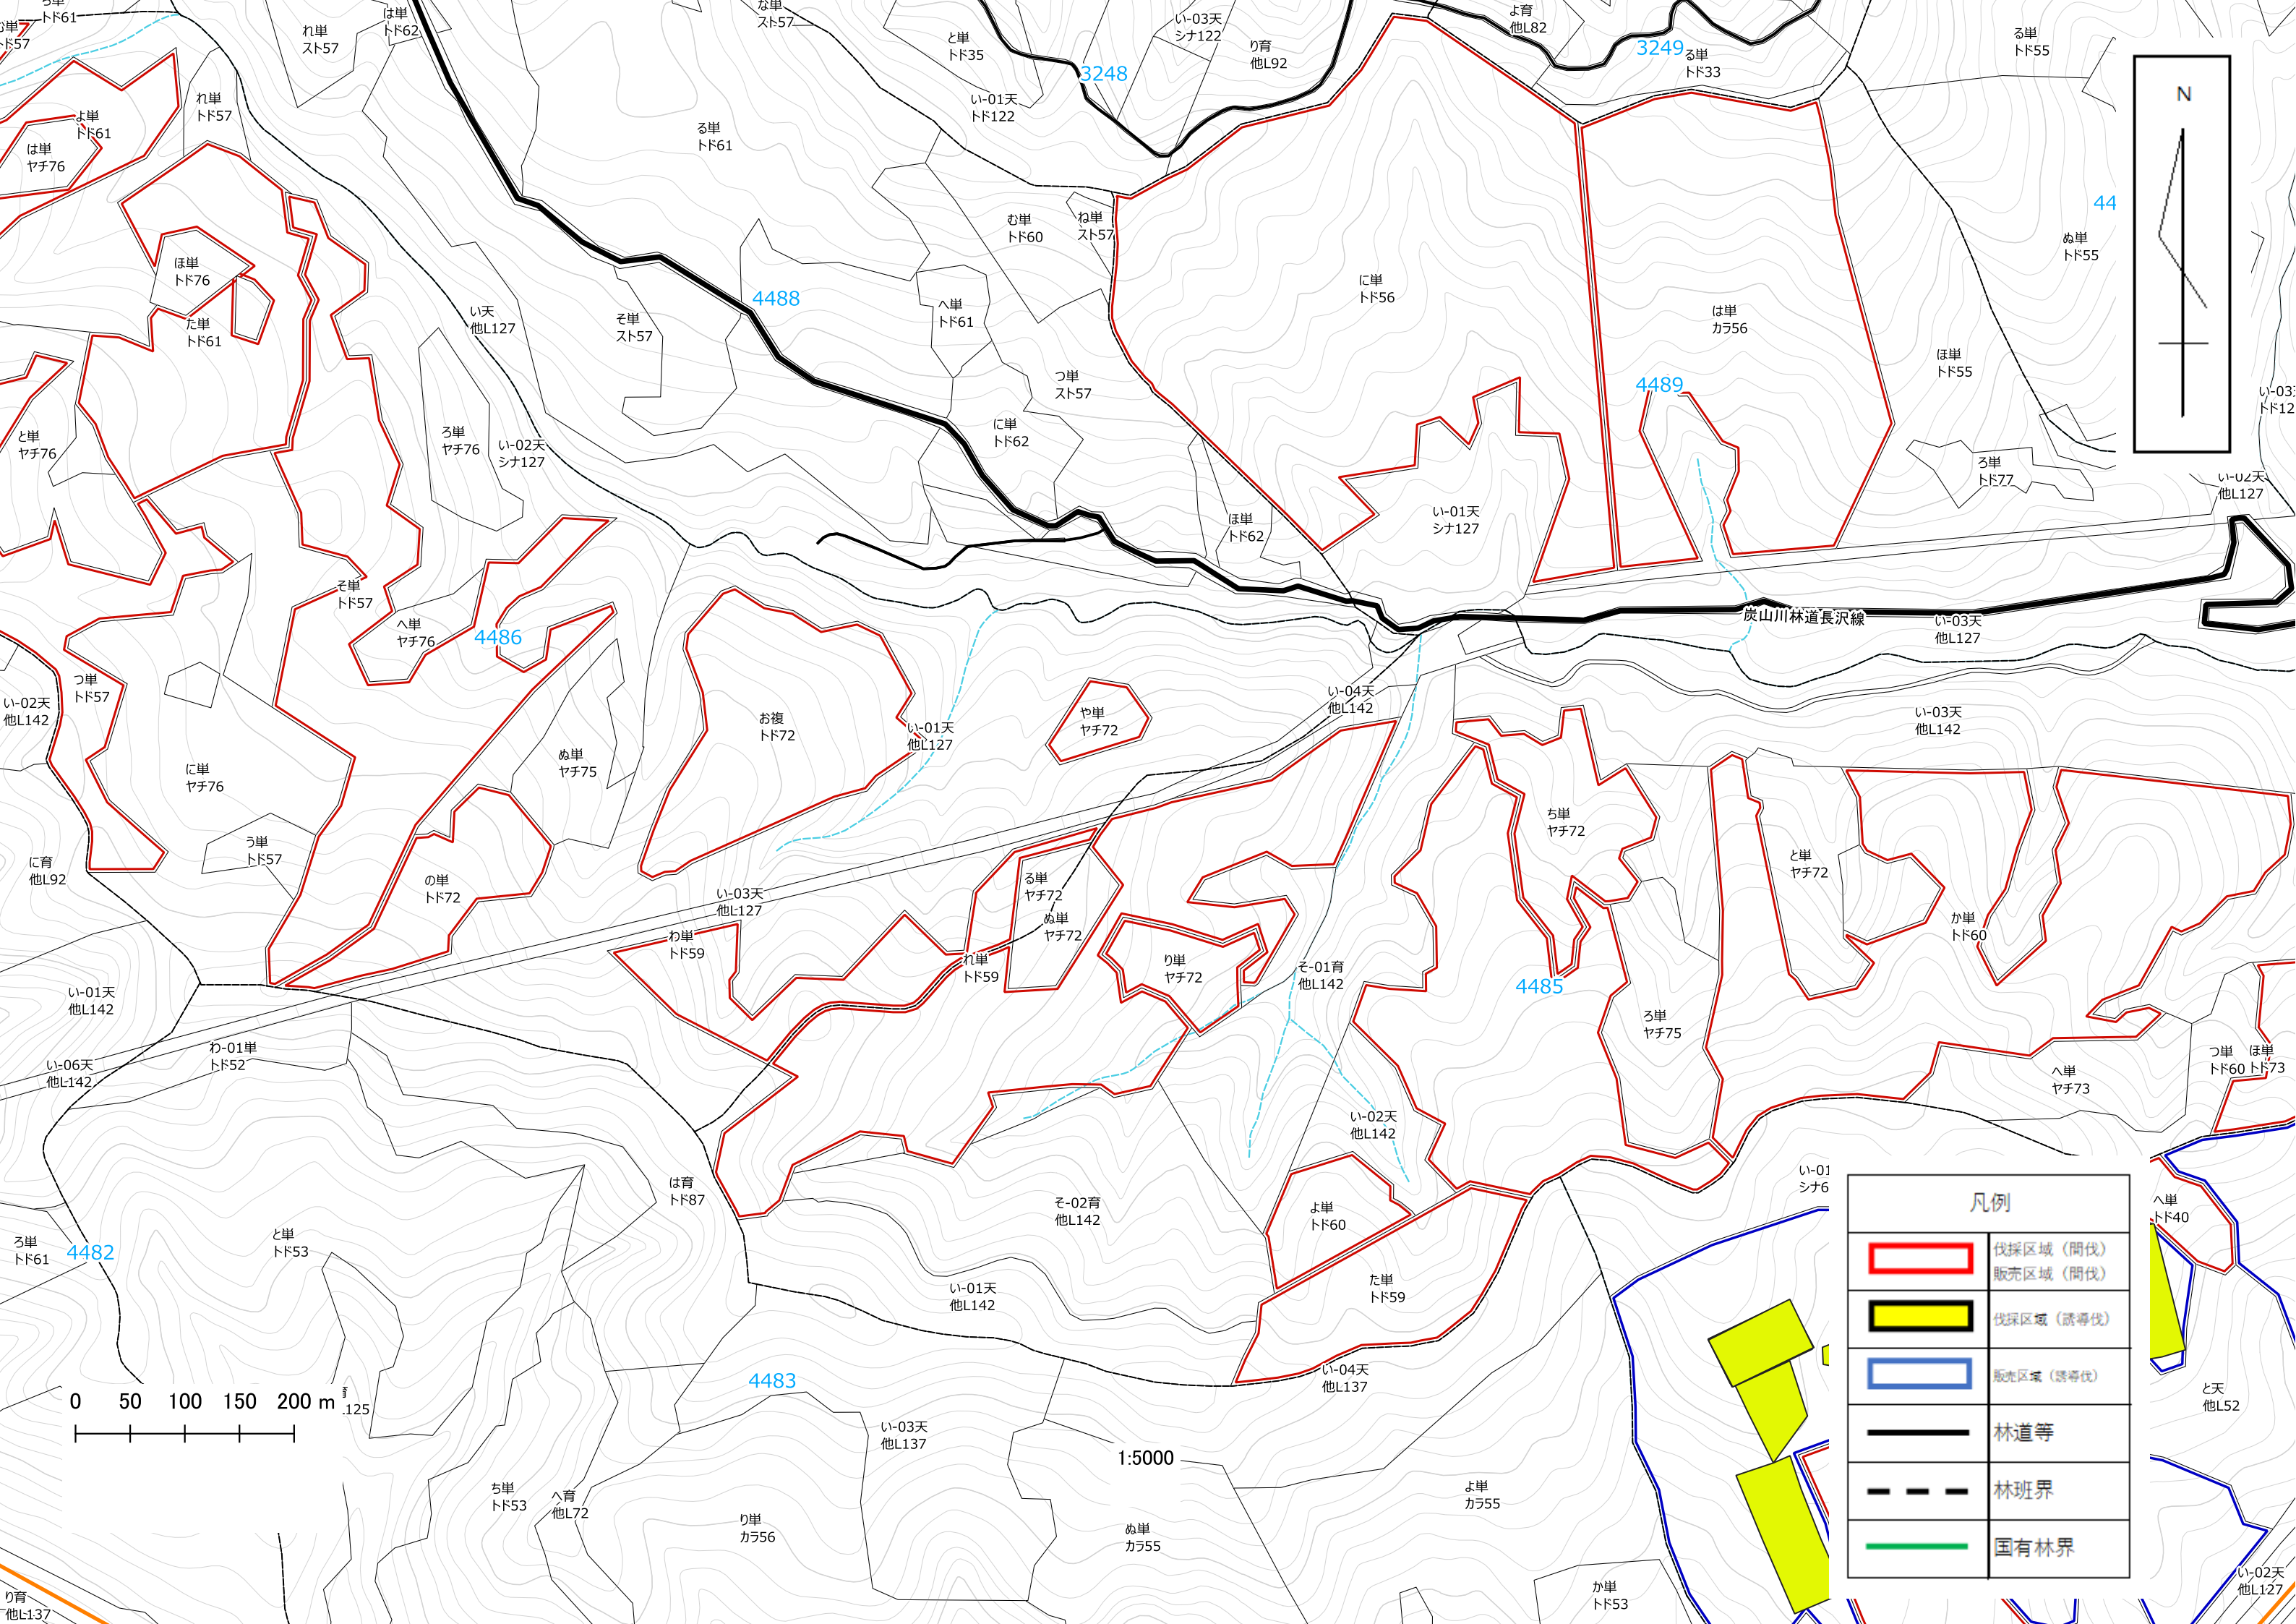 トド61
ド57
れ単
スト57
は単
トド62
な単
スト57
と単
トド35
い-03天
シナ122
り育
他L92
よ育
他L82
3249
る単
トド33
る単
トド55
3248
い-01天
トド122
よ単
トド61
れ単
トド57
は単
ヤチ76
る単
トド61
N
44
ぬ単
トド55
む単
トド60
ね単
スト57
ほ単
トド76
た単
トド61
い天
他L127
4488
そ単
スト57
へ単
トド61
に単
トド56
は単
カラ56
ほ単
トド55
4489
つ単
スト57
い-03天
トド12
と単
ヤチ76
ろ単
ヤチ76
い-02天
シナ127
に単
トド62
ろ単
トド77
い-02天
他L127
ほ単
トド62
い-01天
シナ127
そ単
トド57
へ単
ヤチ76
4486
炭山川林道長沢線
い-03天
他L127
つ単
トド57
い-02天
他L142
お複
トド72
い-01天
他L127
や単
ヤチ72
い-04天
他L142
い-03天
他L142
に単
ヤチ76
ぬ単
ヤチ75
ち単
ヤチ72
と単
ヤチ72
う単
トド57
に育
他L92
の単
トド72
い-03天
他L127
る単
ヤチ72
ぬ単
ヤチ72
か単
トド60
わ単
トド59
れ単
トド59
り単
ヤチ72
そ-01育
他L142
4485
い-01天
他L142
ろ単
ヤチ75
い-06天
他L142
わ-01単
トド52
へ単
ヤチ73
つ単
トド60
ほ単
トド73
い-02天
他L142
は育
トド87
そ-02育
他L142
よ単
トド60
い-01
シナ6
凡例
伐採区域（間伐）
販売区域（間伐）
伐採区域（誘導伐）
販売区域（誘導伐）
林道等
林班界
国有林界
へ単
トド40
ろ単
トド61
4482
と単
トド53
い-01天
他L142
た単
トド59
4483
い-04天
他L137
と天
他L52
0 50 100 150 200 m
125
い-03天
他L137
1:5000
ち単
トド53
へ育
他L72
り単
カラ56
ぬ単
カラ55
よ単
カラ55
か単
トド53
い-02天
他L127
り育
他L137